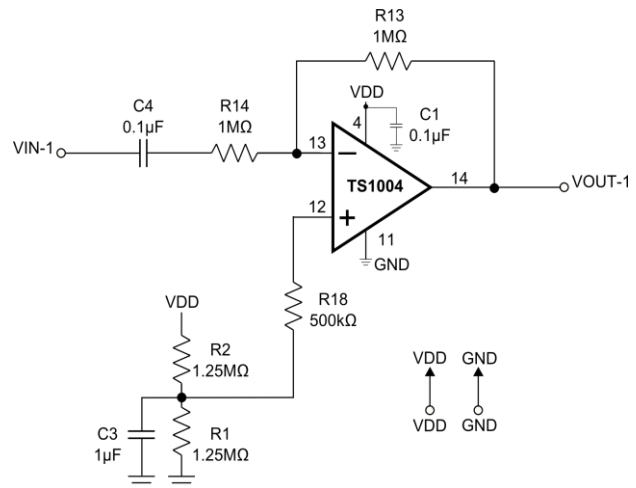 R13
1MΩ
VDD
C4
0.1µF
R14
1MΩ
4
C1
0.1µF
VIN-1
13
TS1004
14
VOUT-1
12
11
GND
VDD
R18
500kΩ
R2
1.25MΩ
VDD
GND
C3
1µF
R1
1.25MΩ
VDD
GND